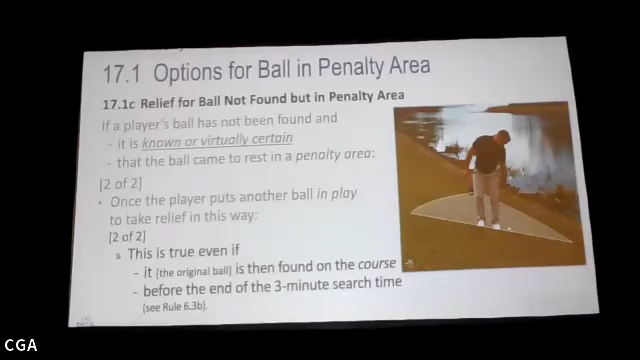 17.1 Options for Ball in Penalty Area
17.1c Relief for Ball Not Found but in Penalty Area
If a player's ball has not been found and
- it is known or virtually certain
- that the ball came to rest in a penalty area:
[2 of 2]
• Once the player puts another ball in play
to take relief in this way:
[2 of 2]
» This is true even if
- it [the original ball] is then found on the course
- before the end of the 3-minute search time
(see Rule 6.3b).
CGA